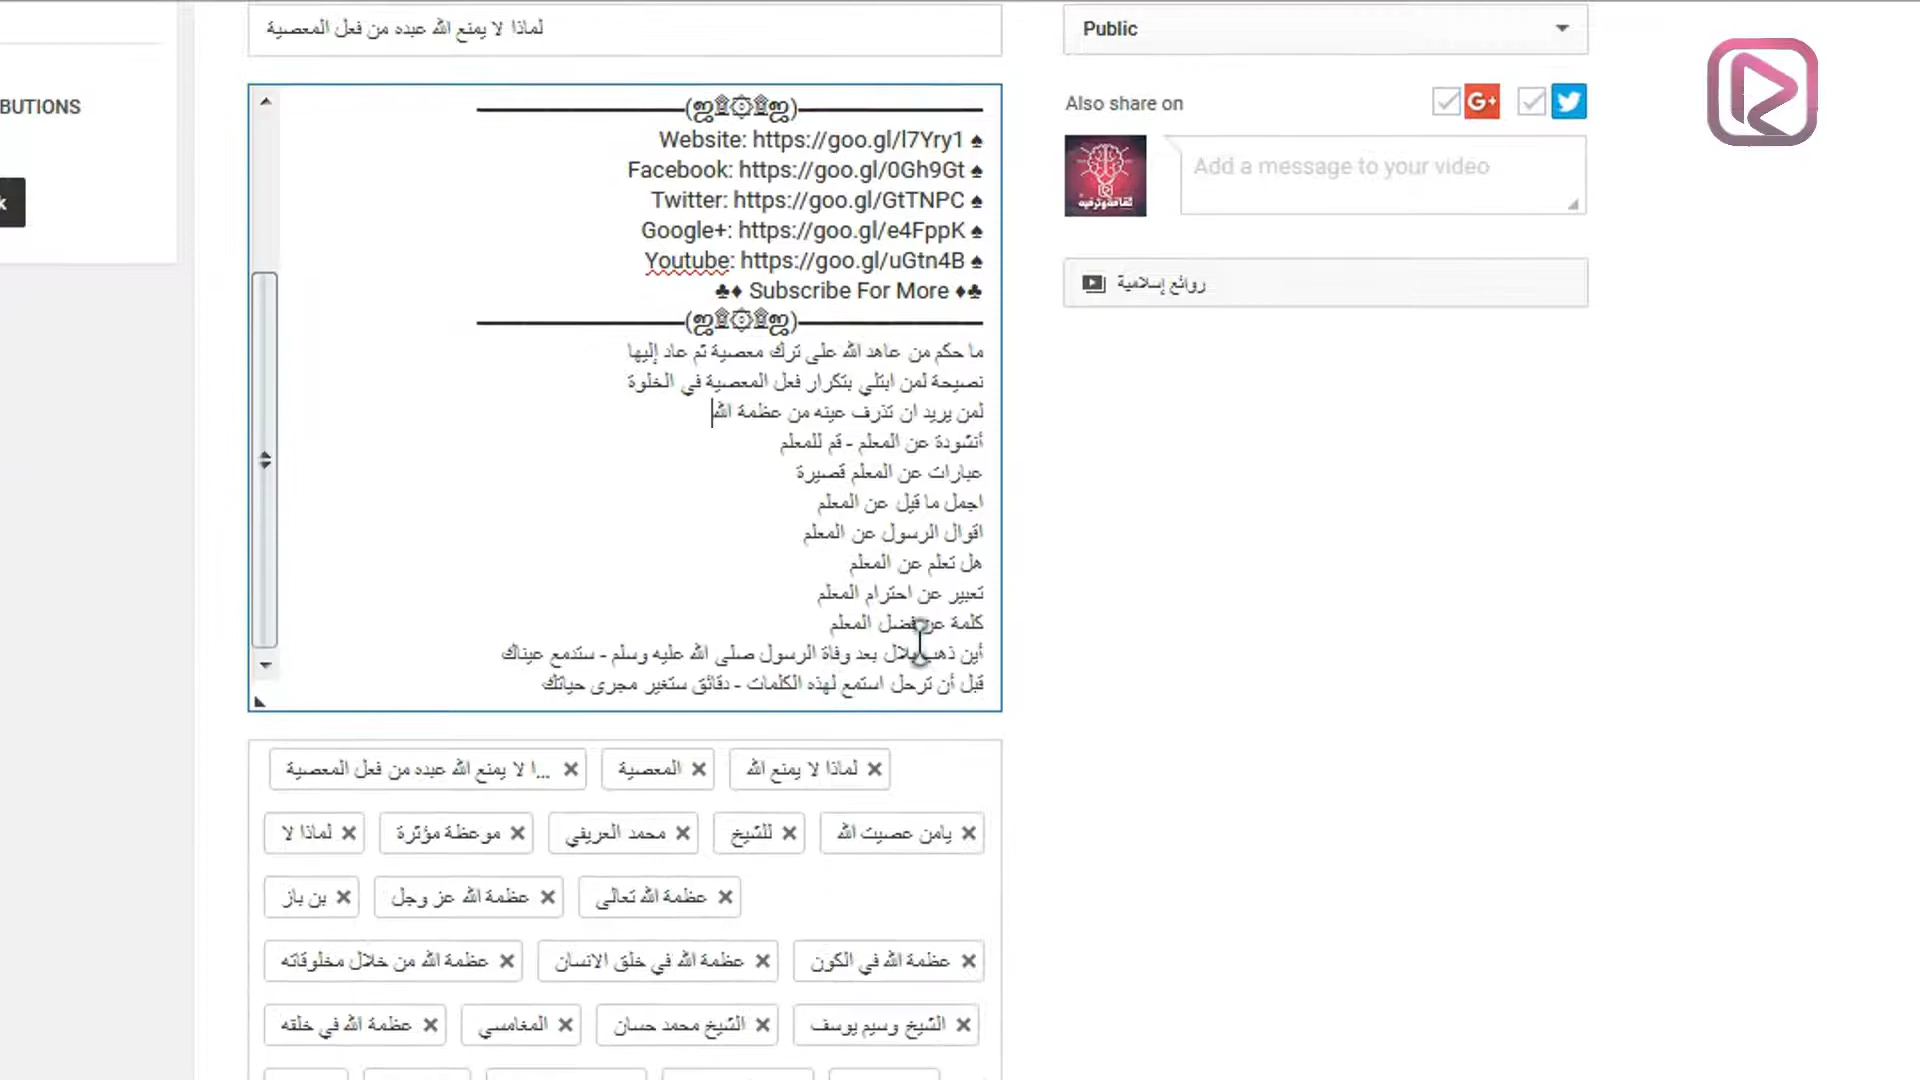 لماذا لا يمنع الله عبده من فعل المعصية
Public
BUTIONS
Also share on
G+
Add a message to your video
ثقافة وترفيه
k
روائع إسلامية
(ஜ۩۞۩ஜ)
Website: https://goo.gl/l7Yry1 ♠
Facebook: https://goo.gl/0Gh9Gt ♠
Twitter: https://goo.gl/GtTNPC ♠
Google+: https://goo.gl/e4FppK ♠
Youtube: https://goo.gl/uGtn4B ♠
♣♦ Subscribe For More ♦♣
(ஜ۩۞۩ஜ)
ما حكم من عاهد الله على ترك معصية ثم عاد إليها
نصيحة لمن ابتلي بتكرار فعل المعصية في الخلوة
لمن يريد ان تذرف عينه من عظمة الله
أنشودة عن المعلم - قم للمعلم
عبارات عن المعلم قصيرة
اجمل ما قيل عن المعلم
اقوال الرسول عن المعلم
هل تعلم عن المعلم
تعبير عن احترام المعلم
كلمة عن فضل المعلم
أين ذهب بلال بعد وفاة الرسول صلى الله عليه وسلم - ستدمع عيناك
قبل أن ترحل استمع لهذه الكلمات - دقائق ستغير مجرى حياتك
لماذا لا يمنع الله × المعصية × ...ا لا يمنع الله عبده من فعل المعصية ×
يامن عصيت الله × للشيخ × محمد العريفي × موعظة مؤثرة × لماذا لا ×
عظمة الله تعالى × عظمة الله عز وجل × بن باز ×
عظمة الله في الكون × عظمة الله في خلق الانسان × عظمة الله من خلال مخلوقاته ×
الشيخ وسيم يوسف × الشيخ محمد حسان × المغامسي × عظمة الله في خلقه ×